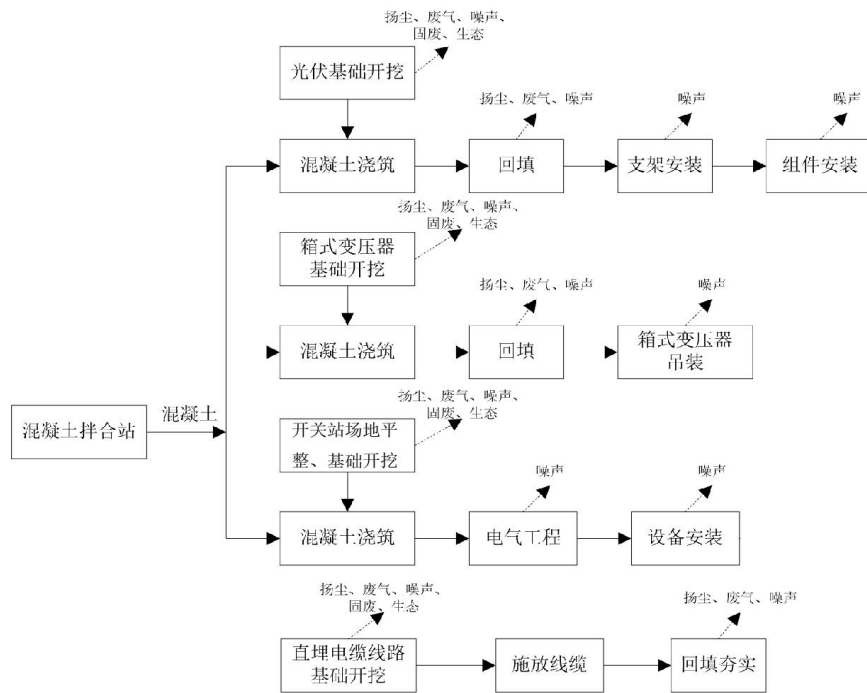 扬尘、废气、噪声、
固废、生态
光伏基础开挖
扬尘、废气、噪声
噪声
噪声
混凝土浇筑
回填
支架安装
组件安装
扬尘、废气、噪声、
固废、生态
箱式变压器
基础开挖
扬尘、废气、噪声
噪声
混凝土浇筑
回填
箱式变压器
吊装
扬尘、废气、噪声、
固废、生态
混凝土拌合站
混凝土
开关站场地平
整、基础开挖
噪声
噪声
混凝土浇筑
电气工程
设备安装
扬尘、废气、噪声、
固废、生态
扬尘、废气、噪声
直埋电缆线路
基础开挖
施放线缆
回填夯实